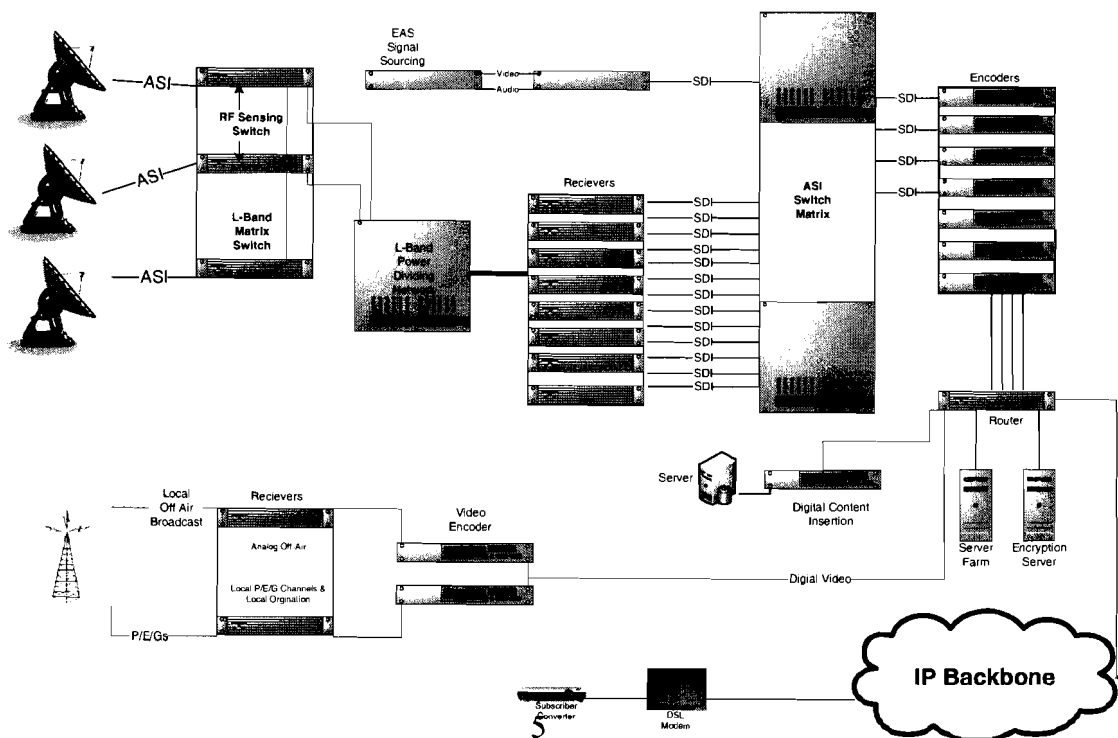 EAS
Signal
Sourcing
Video
Audio
SDI
Encoders
ASI
ASI
ASI
RF Sensing
Switch
L-Band
Matrix
Switch
L-Band
Power
Dividing
Network
Recievers
SDI
SDI
SDI
SDI
SDI
SDI
SDI
SDI
SDI
SDI
SDI
SDI
SDI
ASI
Switch
Matrix
SDI
SDI
SDI
SDI
Router
Server
Digital Content
Insertion
Server
Farm
Encryption
Server
Local
Off Air
Broadcast
Recievers
Analog Off Air
Local P/E/G Channels &
Local Orgination
P/E/Gs
Video
Encoder
Digial Video
IP Backbone
Subscriber
Converter
DSL
Modem
5